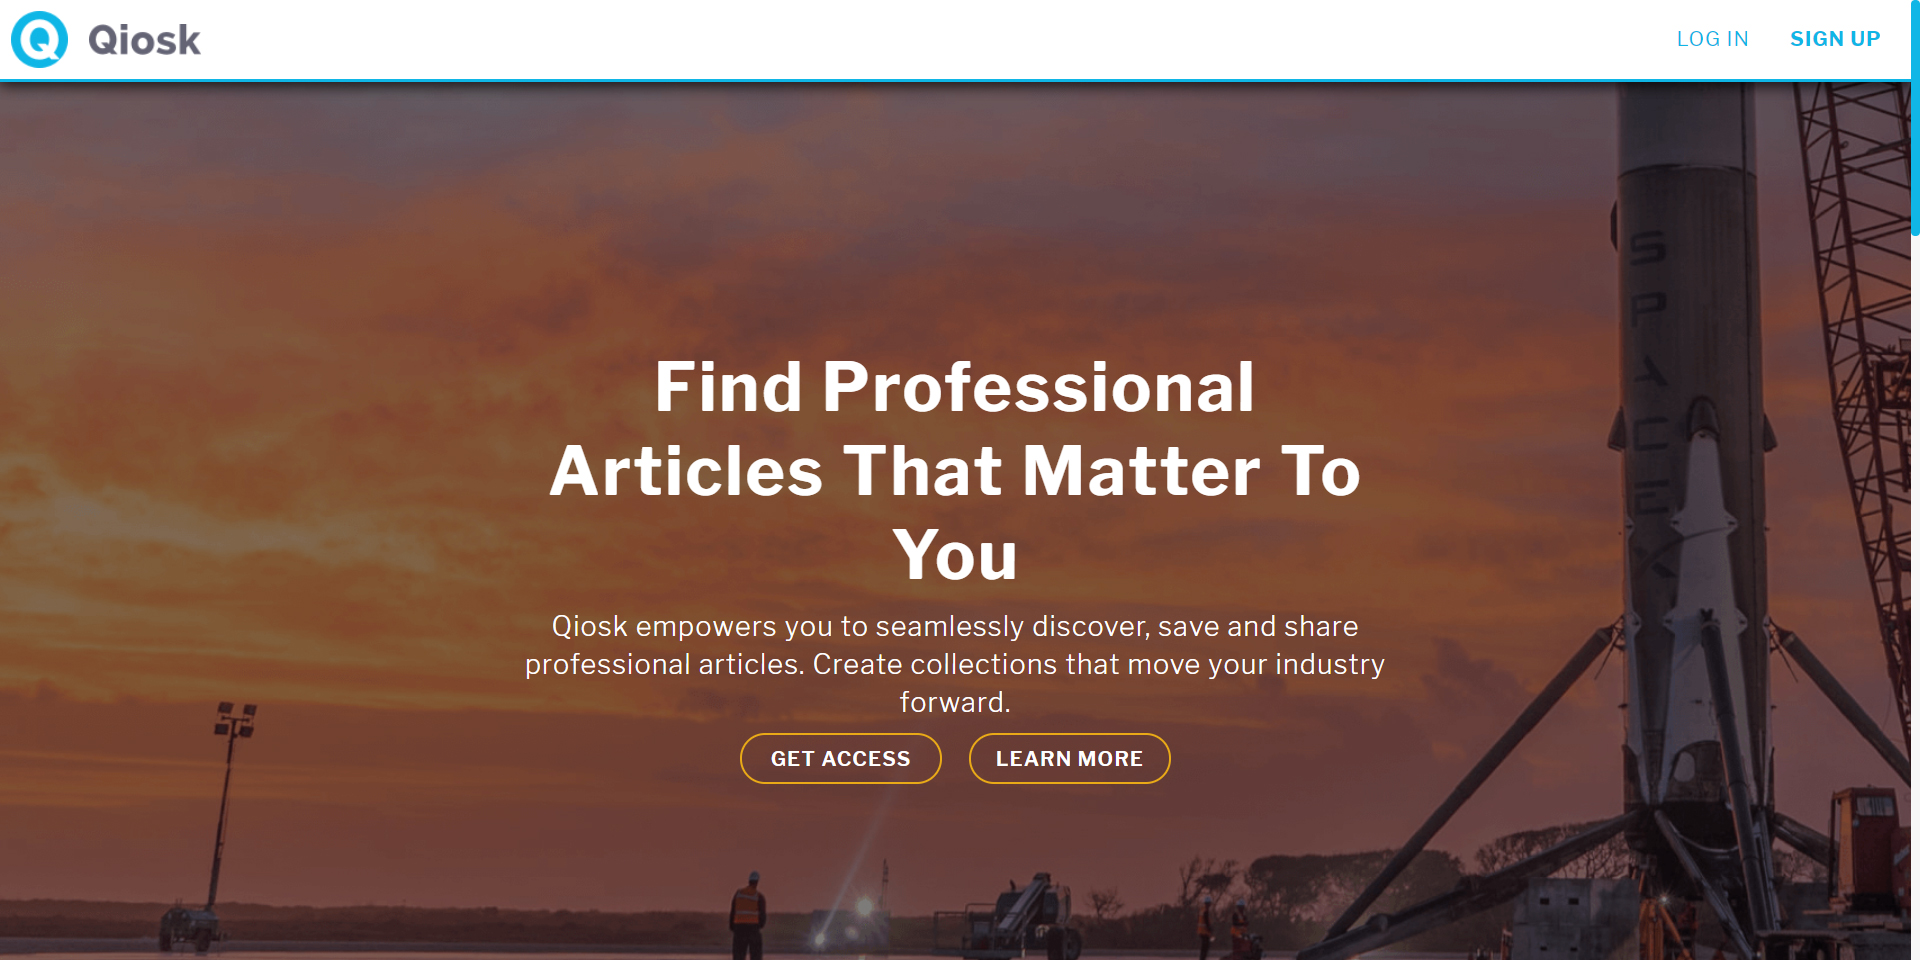 Qiosk
LOG IN
SIGN UP
Find Professional
Articles That Matter To
You
Qiosk empowers you to seamlessly discover, save and share
professional articles. Create collections that move your industry
forward.
GET ACCESS
LEARN MORE
SPACEX